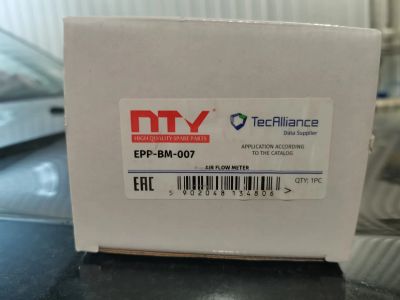 NTY
HIGH QUALITY SPARE PARTS
TecAlliance
Data Supplier
EPP-BM-007
APPLICATION ACCORDING
TO THE CATALOG
AIR FLOW METER
EAC
5 902048 134806 >
QTY: 1PC